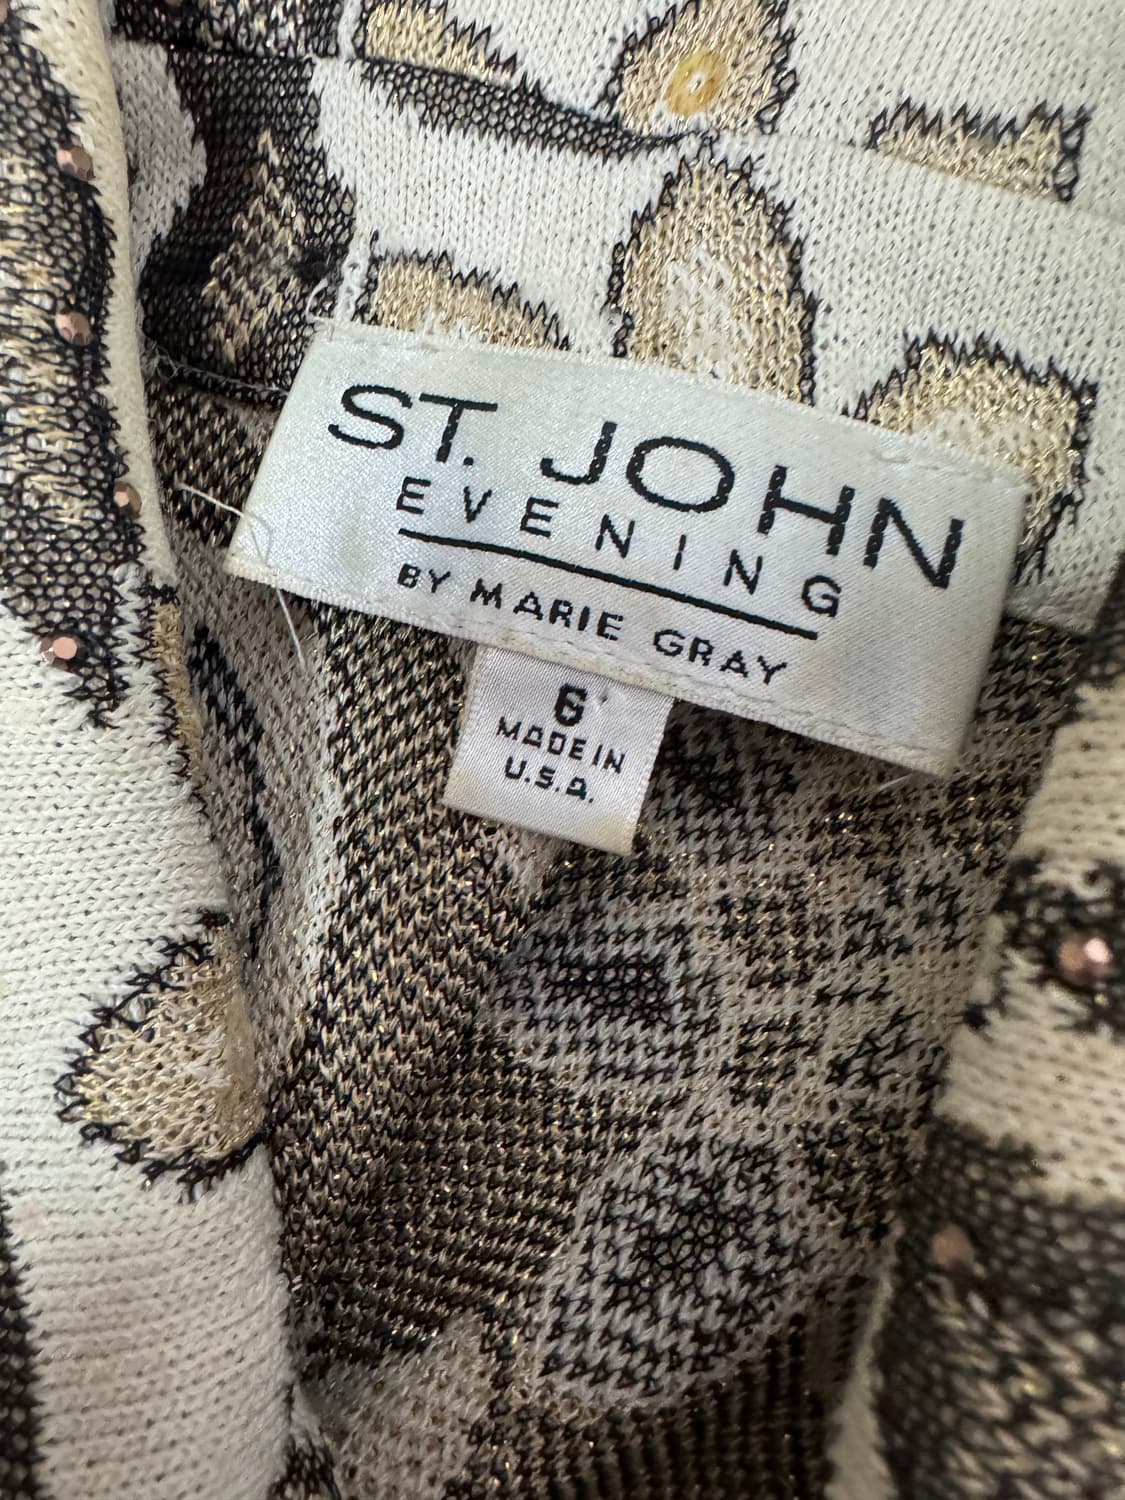 ST. JOHN
EVENING
BY MARIE GRAY
6
MADE IN
U.S.A.